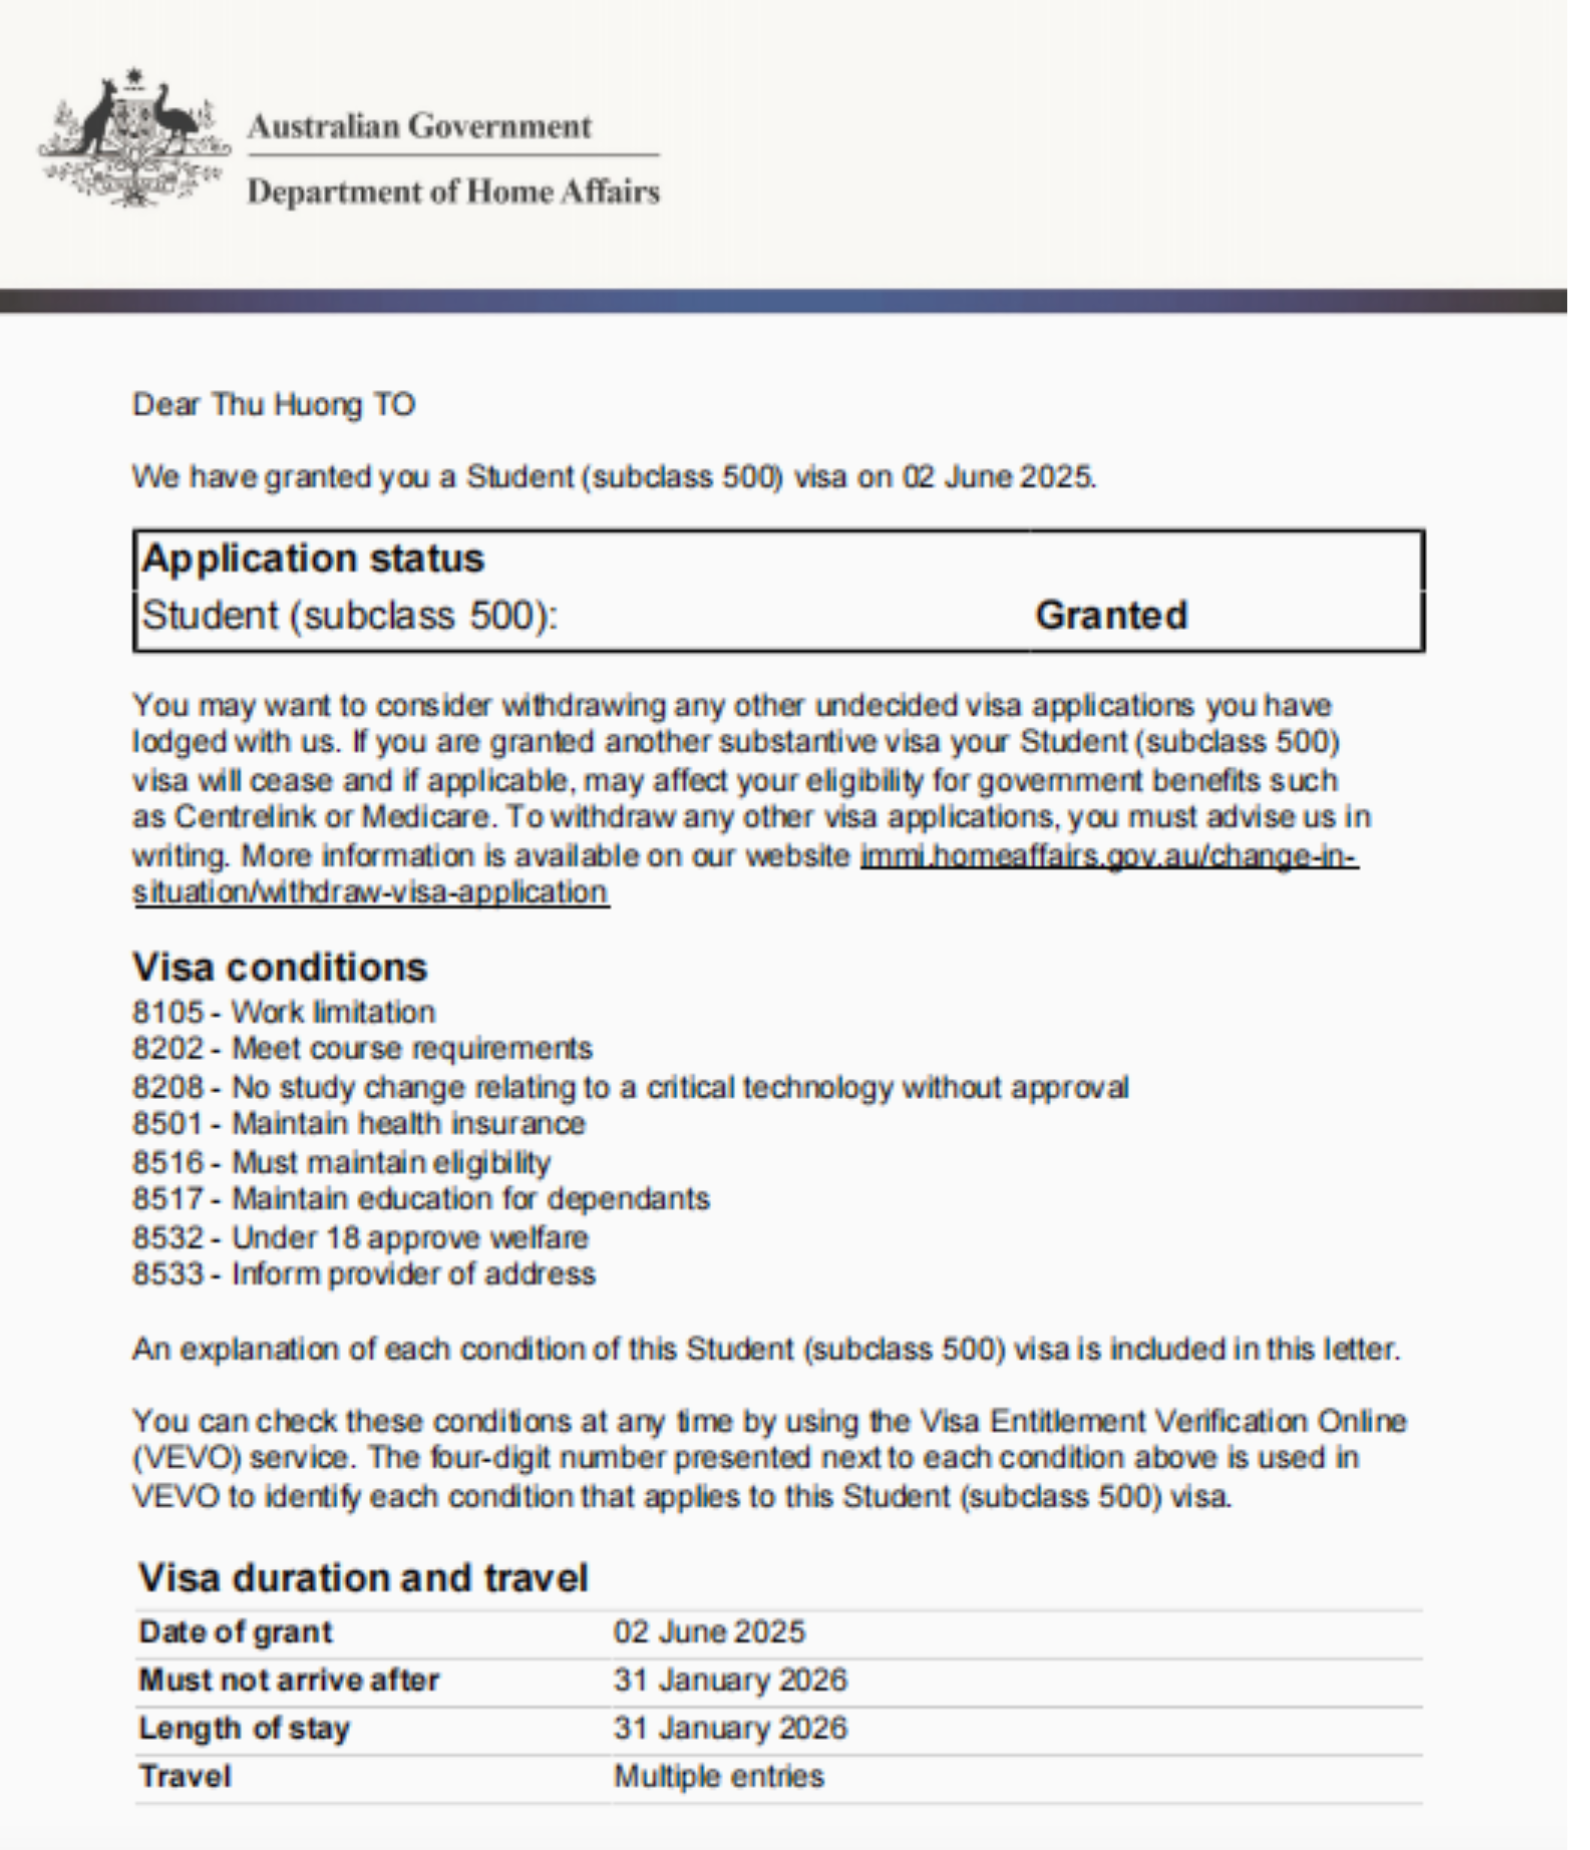 Australian Government
Department of Home Affairs
Dear Thu Huong TO
We have granted you a Student (subclass 500) visa on 02 June 2025.
Application status
Student (subclass 500): Granted
You may want to consider withdrawing any other undecided visa applications you have
lodged with us. If you are granted another substantive visa your Student (subclass 500)
visa will cease and if applicable, may affect your eligibility for government benefits such
as Centrelink or Medicare. To withdraw any other visa applications, you must advise us in
writing. More information is available on our website immi.homeaffairs.gov.au/change-in-
situation/withdraw-visa-application
Visa conditions
8105 - Work limitation
8202 - Meet course requirements
8208 - No study change relating to a critical technology without approval
8501 - Maintain health insurance
8516 - Must maintain eligibility
8517 - Maintain education for dependants
8532 - Under 18 approve welfare
8533 - Inform provider of address
An explanation of each condition of this Student (subclass 500) visa is included in this letter.
You can check these conditions at any time by using the Visa Entitlement Verification Online
(VEVO) service. The four-digit number presented next to each condition above is used in
VEVO to identify each condition that applies to this Student (subclass 500) visa.
Visa duration and travel
Date of grant 02 June 2025
Must not arrive after 31 January 2026
Length of stay 31 January 2026
Travel Multiple entries